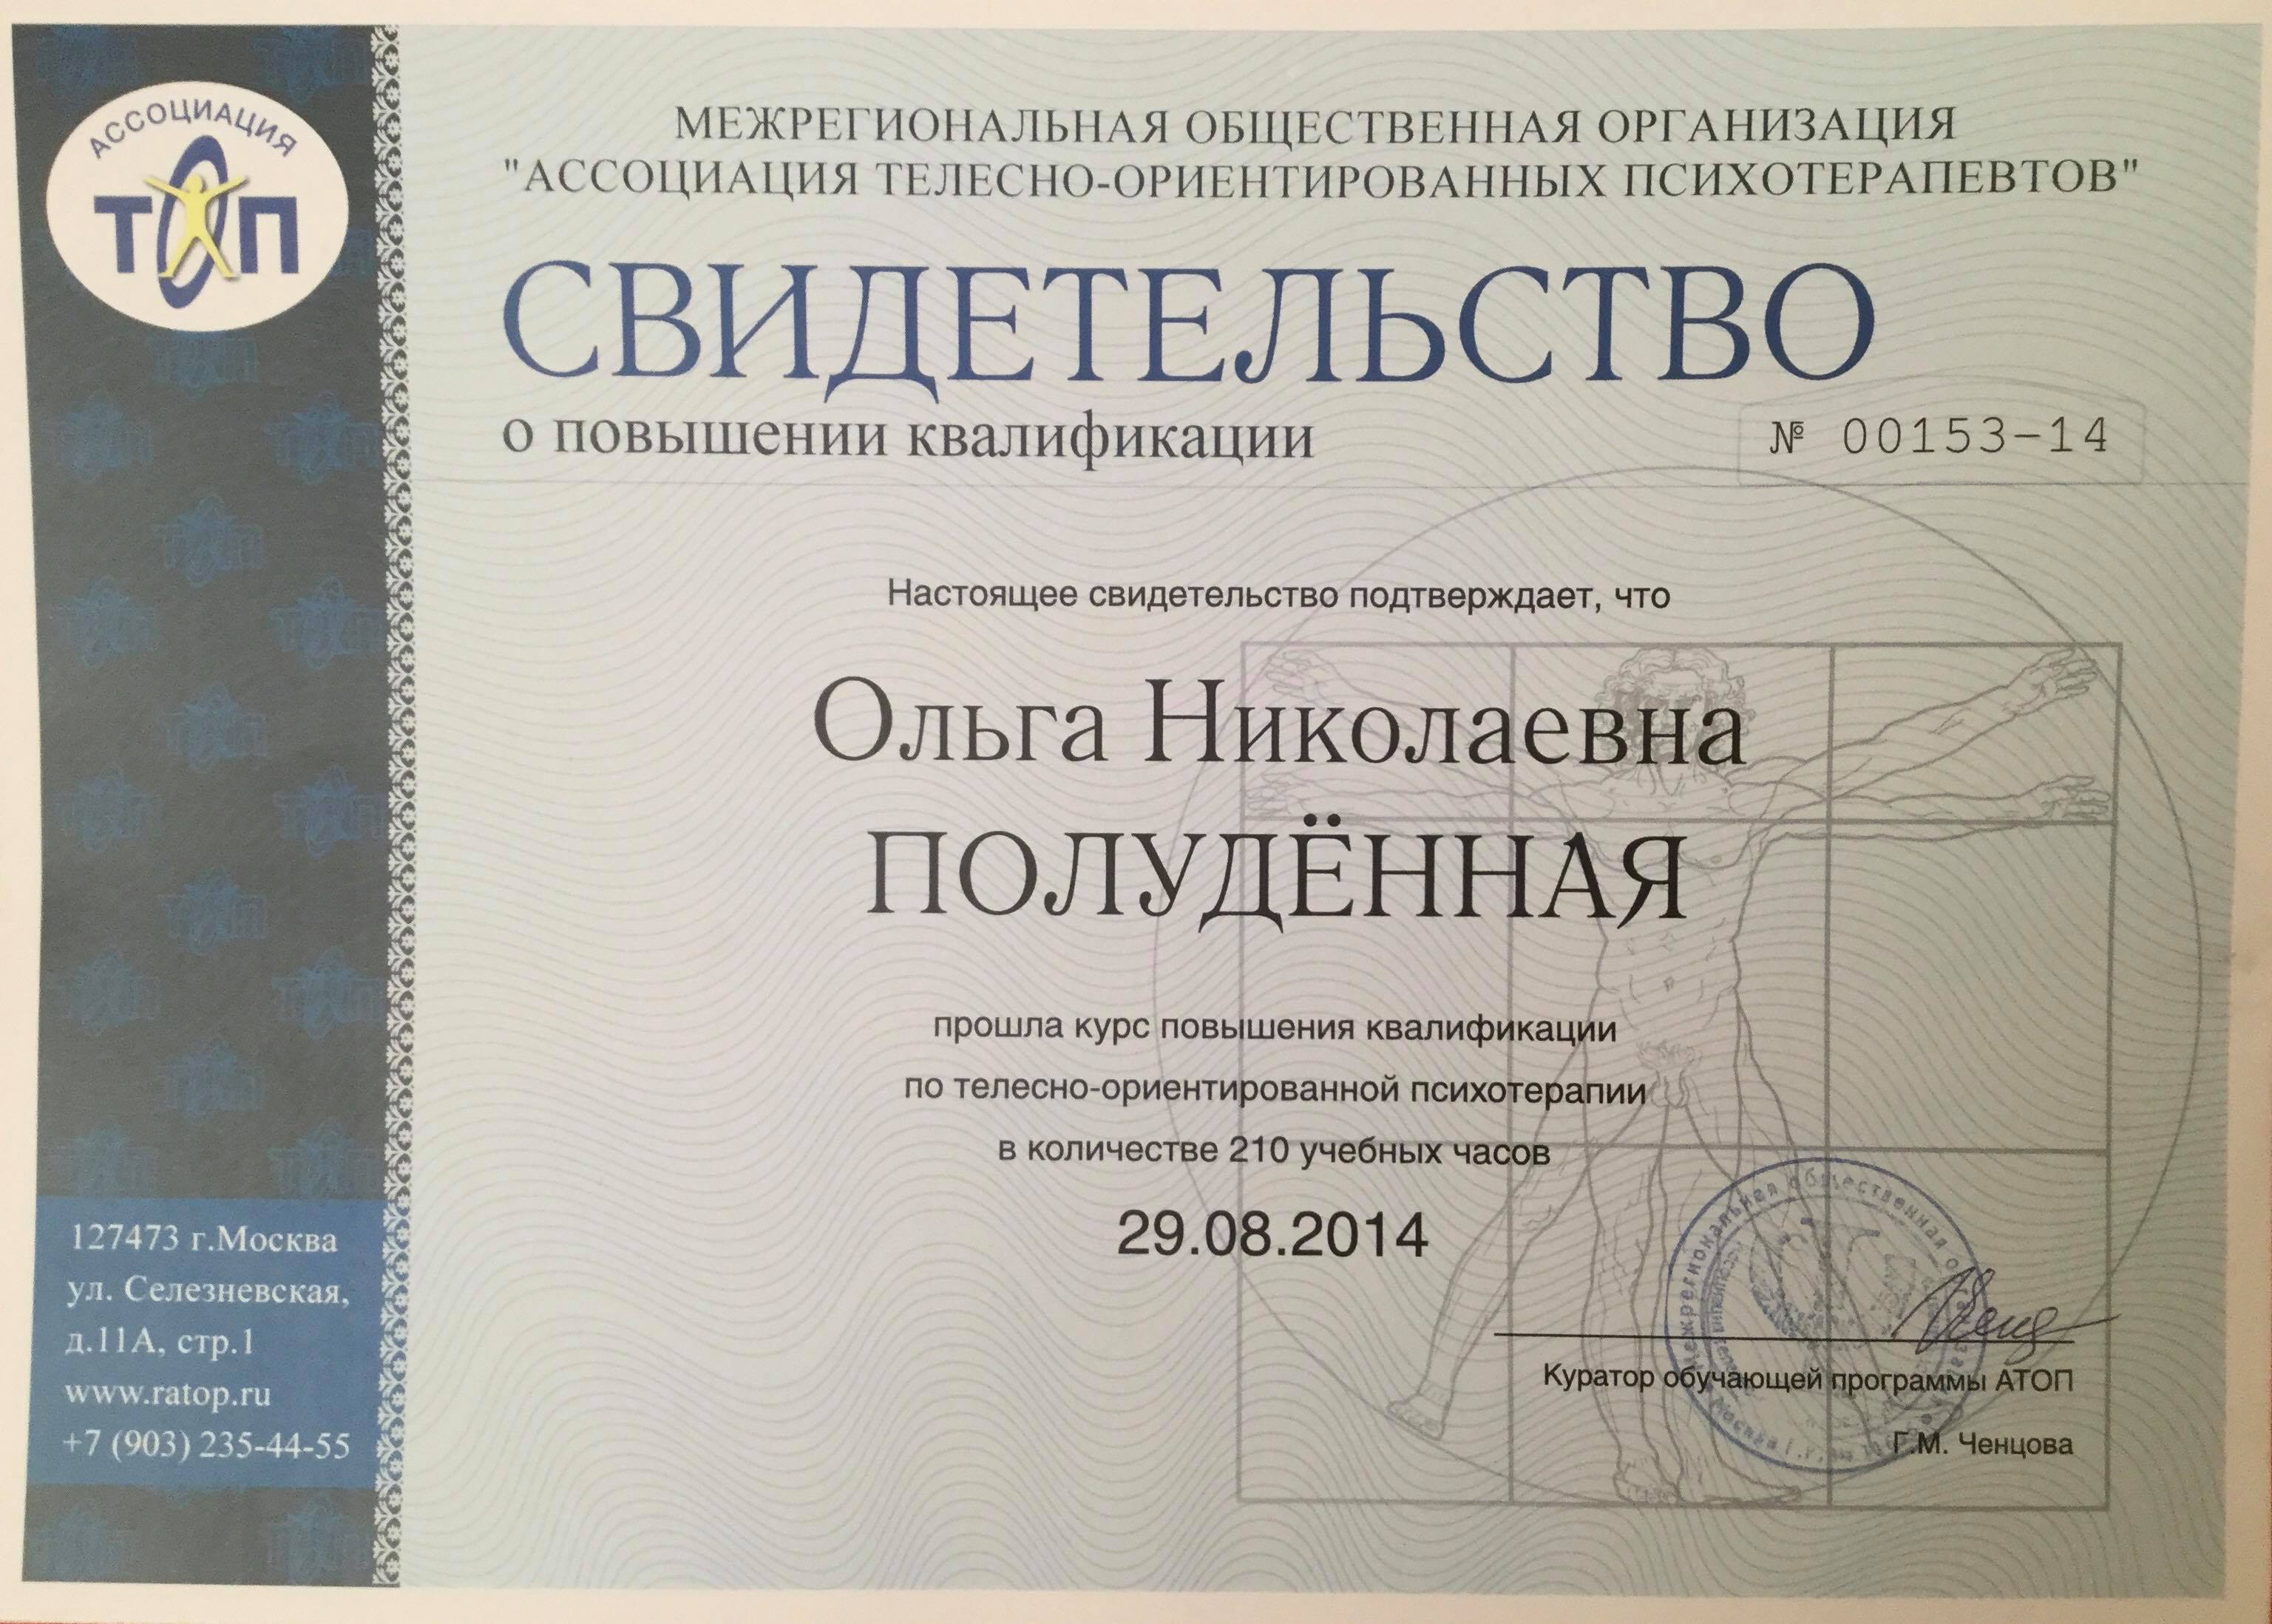 АССОЦИАЦИЯ
ТОП
МЕЖРЕГИОНАЛЬНАЯ ОБЩЕСТВЕННАЯ ОРГАНИЗАЦИЯ
"АССОЦИАЦИЯ ТЕЛЕСНО-ОРИЕНТИРОВАННЫХ ПСИХОТЕРАПЕВТОВ"
СВИДЕТЕЛЬСТВО
о повышении квалификации
№ 00153-14
Настоящее свидетельство подтверждает, что
Ольга Николаевна
ПОЛУДЁННАЯ
прошла курс повышения квалификации
по телесно-ориентированной психотерапии
в количестве 210 учебных часов
29.08.2014
Куратор обучающей программы АТОП
Г.М. Ченцова
Межрегиональная общественная
127473 г.Москва
ул. Селезневская,
д.11А, стр.1
www.ratop.ru
+7 (903) 235-44-55